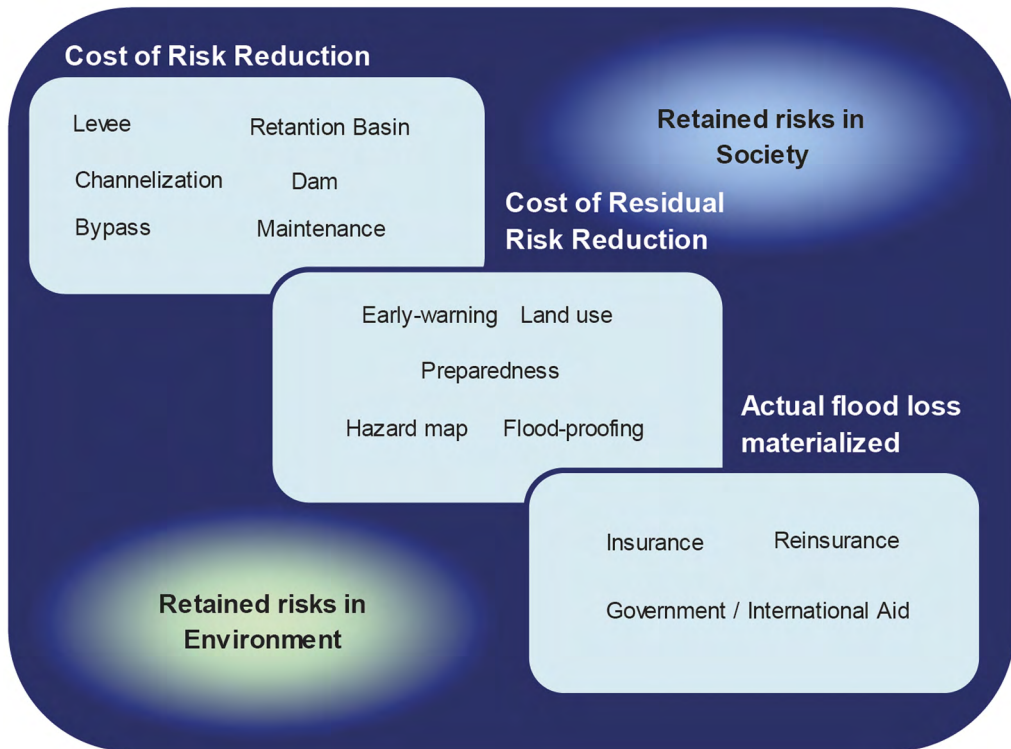 Cost of Risk Reduction
Levee
Retantion Basin
Channelization
Dam
Bypass
Maintenance
Retained risks in
Society
Cost of Residual
Risk Reduction
Early-warning
Land use
Preparedness
Hazard map
Flood-proofing
Actual flood loss
materialized
Insurance
Reinsurance
Government / International Aid
Retained risks in
Environment